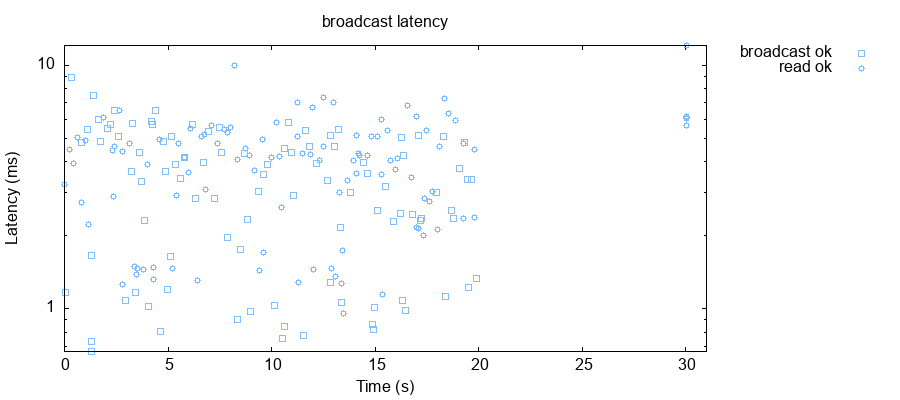 broadcast latency
broadcast ok
read ok
10
1
Latency (ms)
0 5 10 15 20 25 30
Time (s)